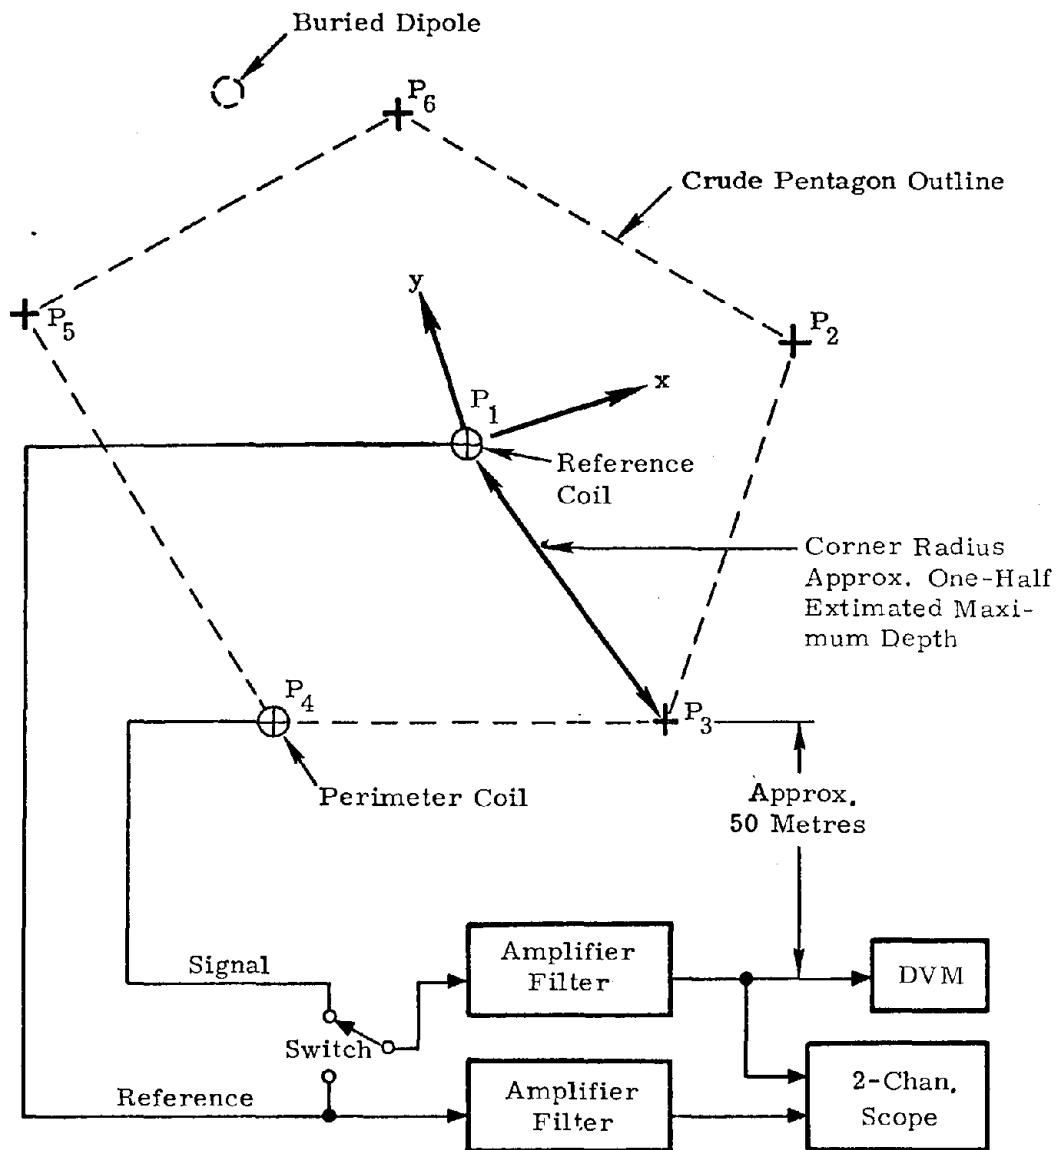 Buried Dipole
P6
Crude Pentagon Outline
y
P5
P2
x
P1
Reference
Coil
Corner Radius
Approx. One-Half
Extimated Maxi-
mum Depth
P4
P3
Perimeter Coil
Approx.
50 Metres
Signal
Amplifier
Filter
DVM
Switch
Reference
Amplifier
Filter
2-Chan.
Scope